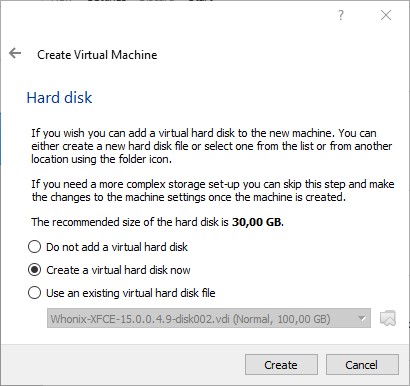 ?
Create Virtual Machine
Hard disk
If you wish you can add a virtual hard disk to the new machine. You can
either create a new hard disk file or select one from the list or from another
location using the folder icon.
If you need a more complex storage set-up you can skip this step and make
the changes to the machine settings once the machine is created.
The recommended size of the hard disk is 30,00 GB.
Do not add a virtual hard disk
Create a virtual hard disk now
Use an existing virtual hard disk file
Whonix-XFCE-15.0.0.4.9-disk002.vdi (Normal, 100,00 GB)
Create
Cancel